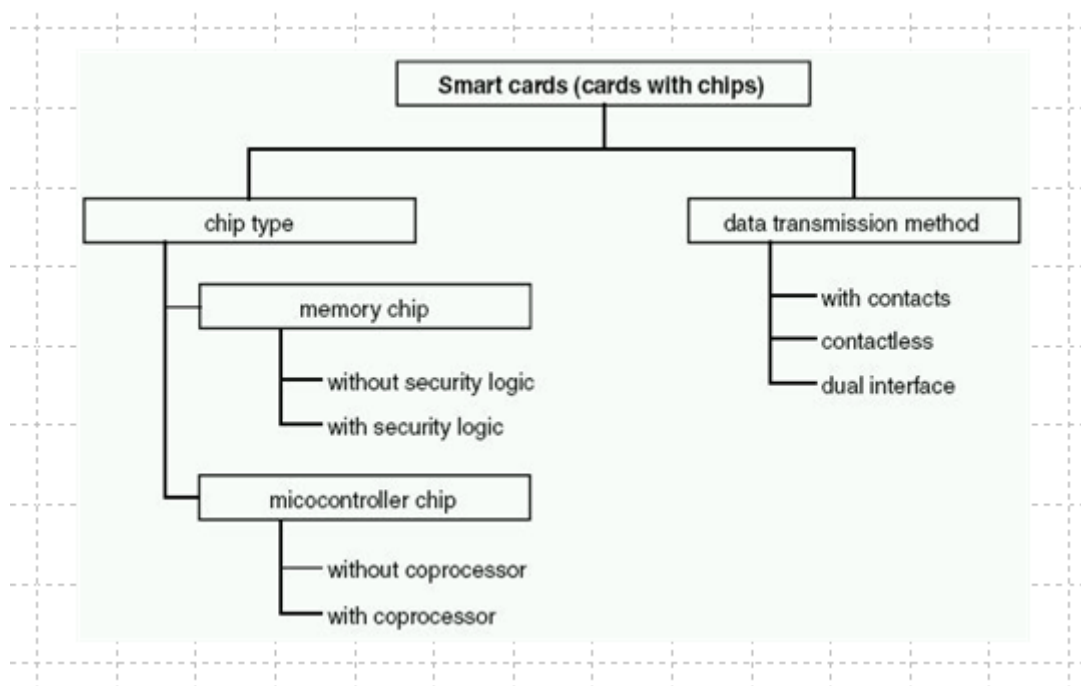 Smart cards (cards with chips)
chip type
data transmission method
memory chip
with contacts
contactless
without security logic
dual interface
with security logic
micocontroller chip
without coprocessor
with coprocessor